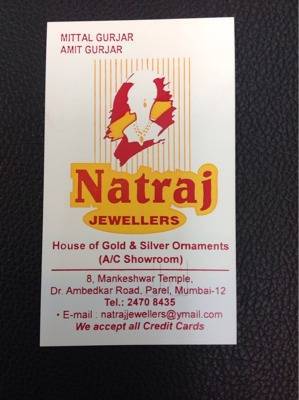 MITTAL GURJAR
AMIT GURJAR
Natraj
JEWELLERS
House of Gold & Silver Ornaments
(A/C Showroom)
8, Mankeshwar Temple,
Dr. Ambedkar Road, Parel, Mumbai-12
Tel.: 2470 8435
• E-mail : natrajjewellers@ymail.com
We accept all Credit Cards